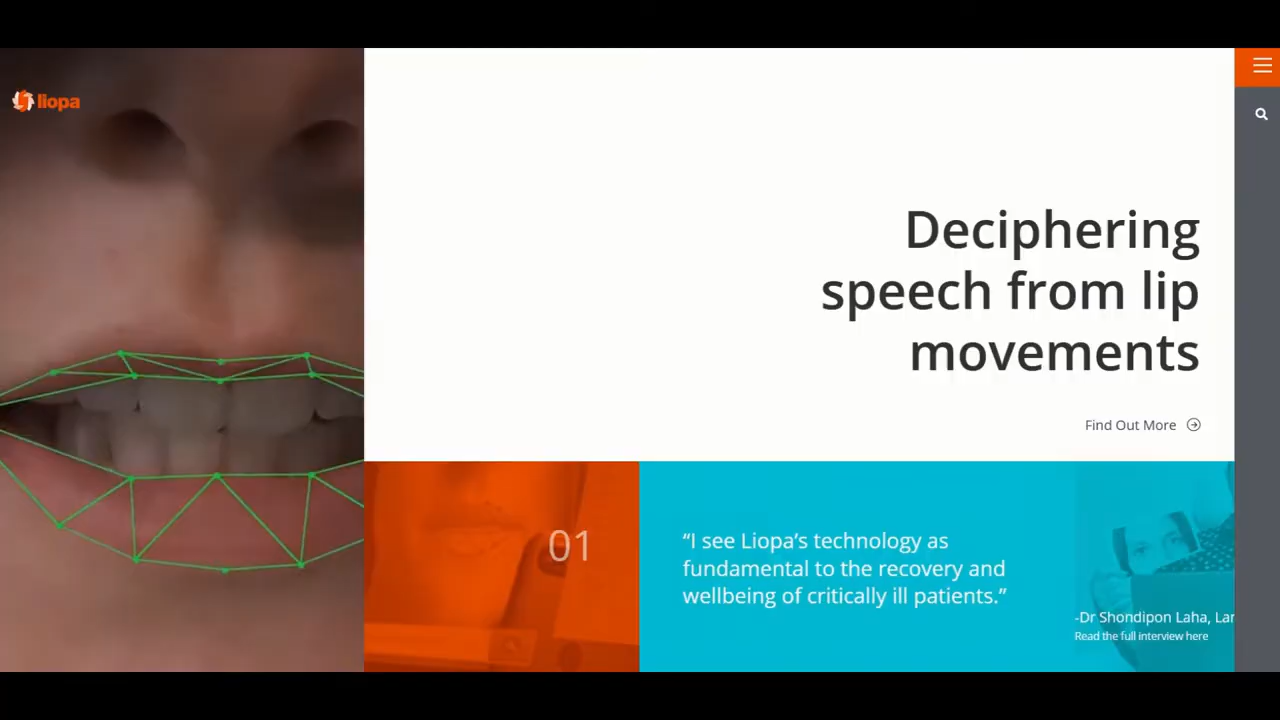 liopa
Deciphering
speech from lip
movements
Find Out More
01
“I see Liopa’s technology as
fundamental to the recovery and
wellbeing of critically ill patients.”
-Dr Shondipon Laha, Lan
Read the full interview here